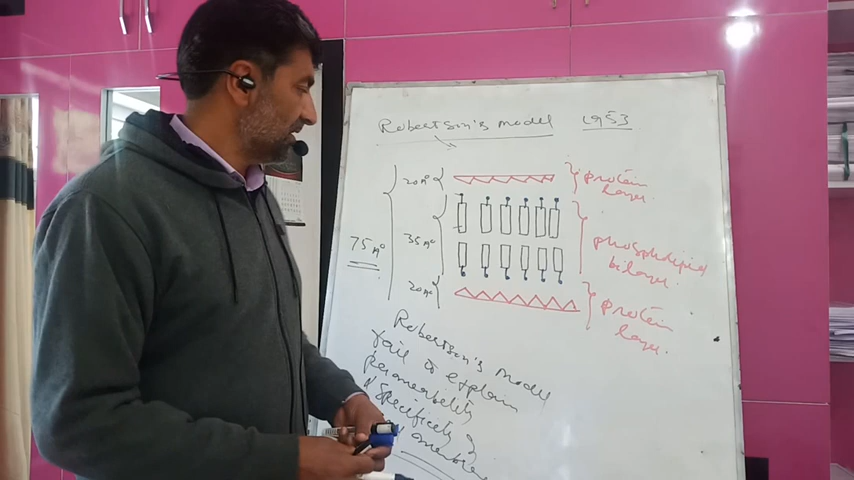 Robertson's model 1953
20A° protein
layer
75A° 35A° phospholipid
bilayer
20A° protein
layer
Robertson's model
fail to explain
Permeability
& Specificity of
membrane